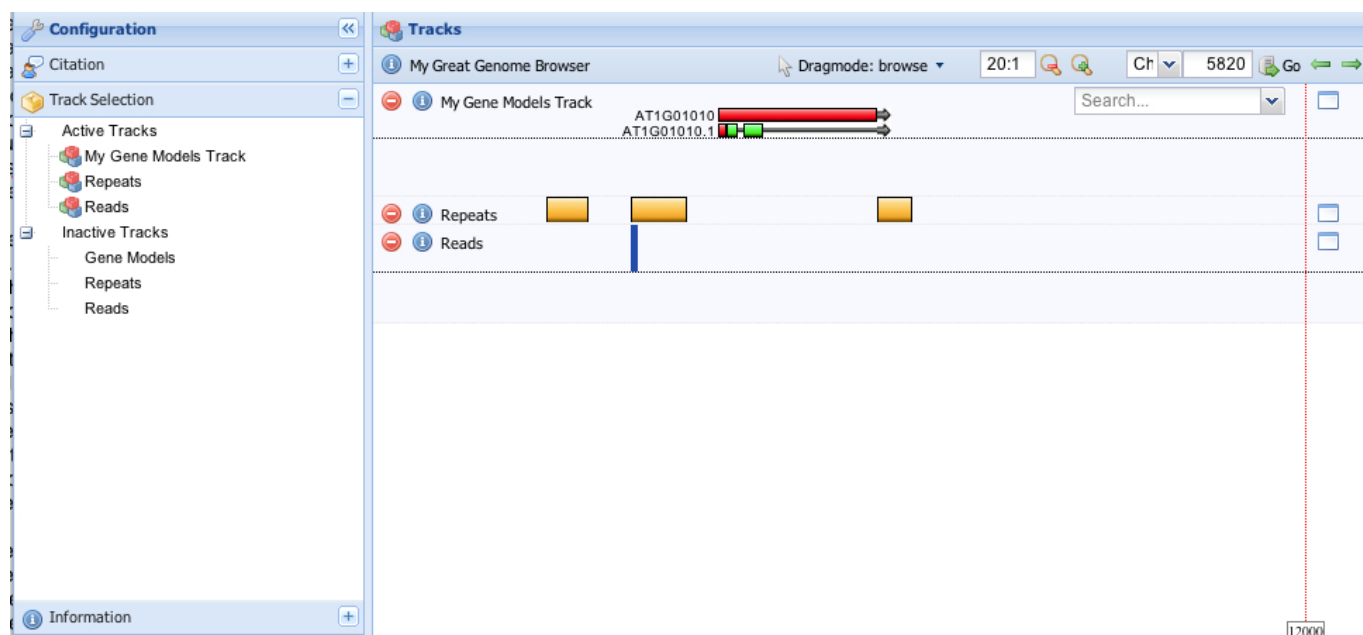 Configuration
Citation
Track Selection
Active Tracks
My Gene Models Track
Repeats
Reads
Inactive Tracks
Gene Models
Repeats
Reads
Information
Tracks
My Great Genome Browser
Dragmode: browse
20:1
Ch
5820
Go
My Gene Models Track
Search...
AT1G01010
AT1G01010.1
Repeats
Reads
12000